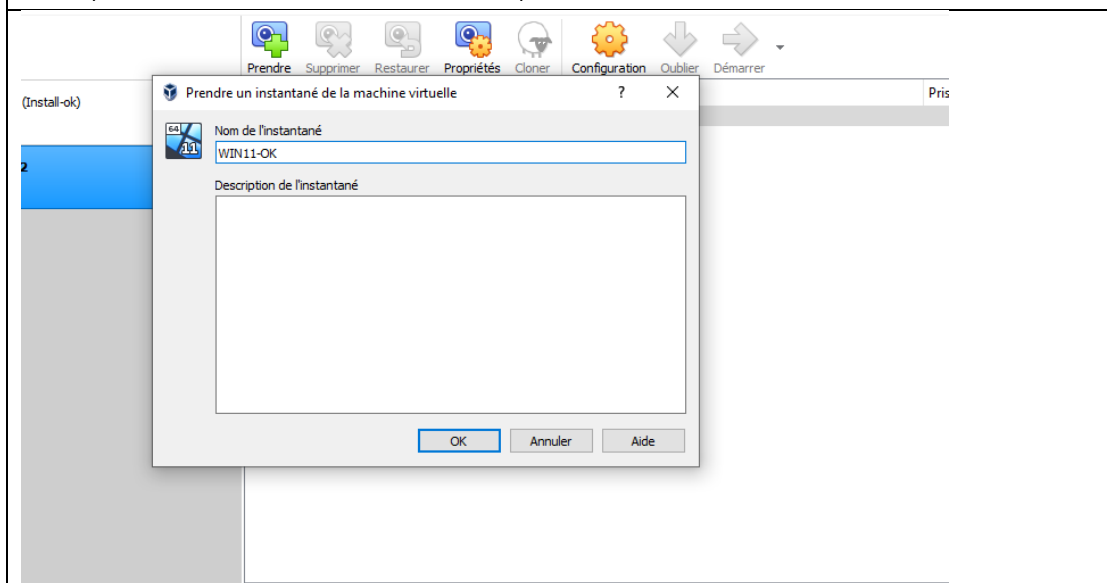 Prendre Supprimer Restaurer Propriétés Cloner Configuration Oublier Démarrer
(Install-ok)
Pris
Prendre un instantané de la machine virtuelle ? X
64
11
Nom de l'instantané
WIN11-OK
2
Description de l'instantané
OK Annuler Aide